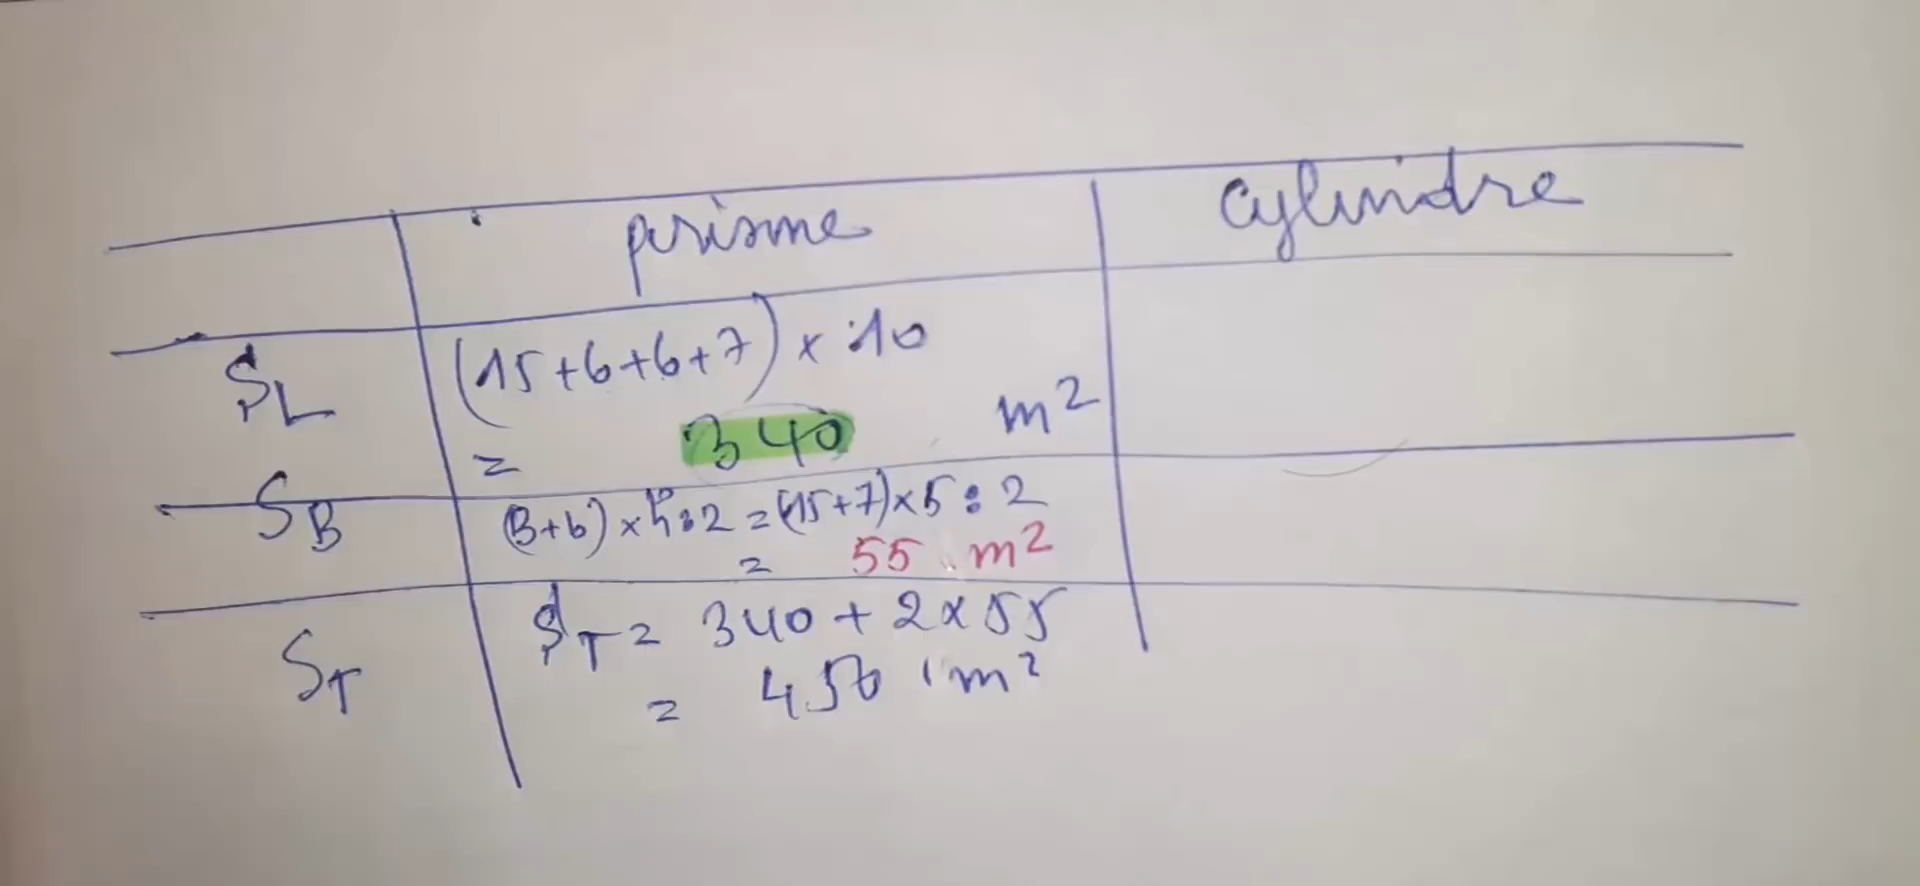 prisme cylindre
S_L (15+6+6+7) × 10
= 340 m²
S_B (B+b) × h : 2 = (15+7) × 5 : 2
= 55 m²
S_T S_T = 340 + 2 × 55
= 450 m²